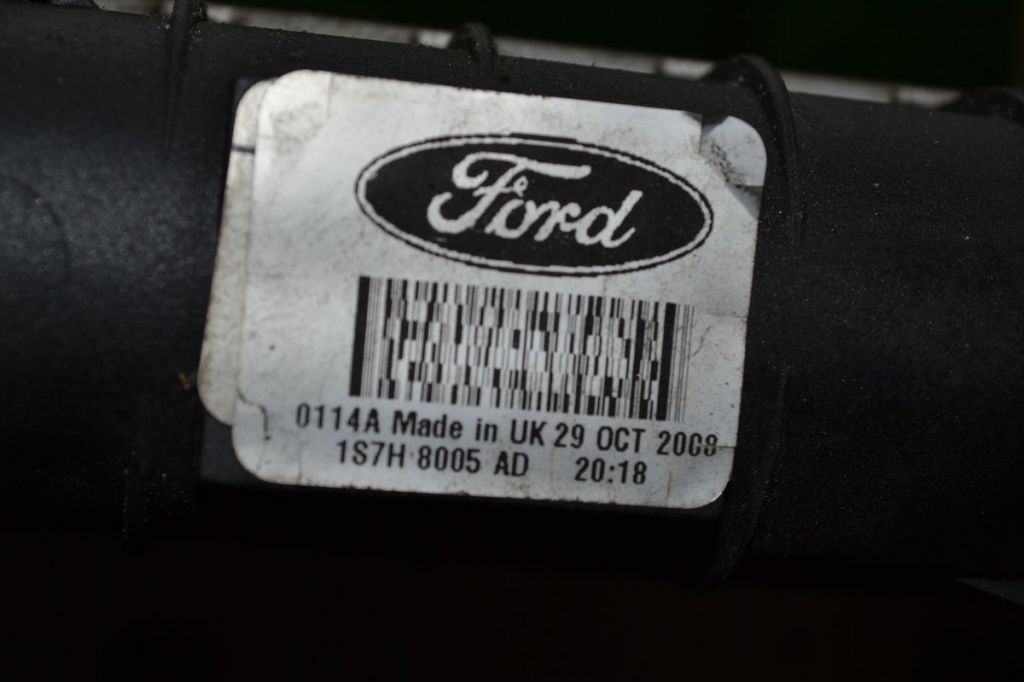 Ford
0114A Made in UK 29 OCT 2008
1S7H 8005 AD 20:18